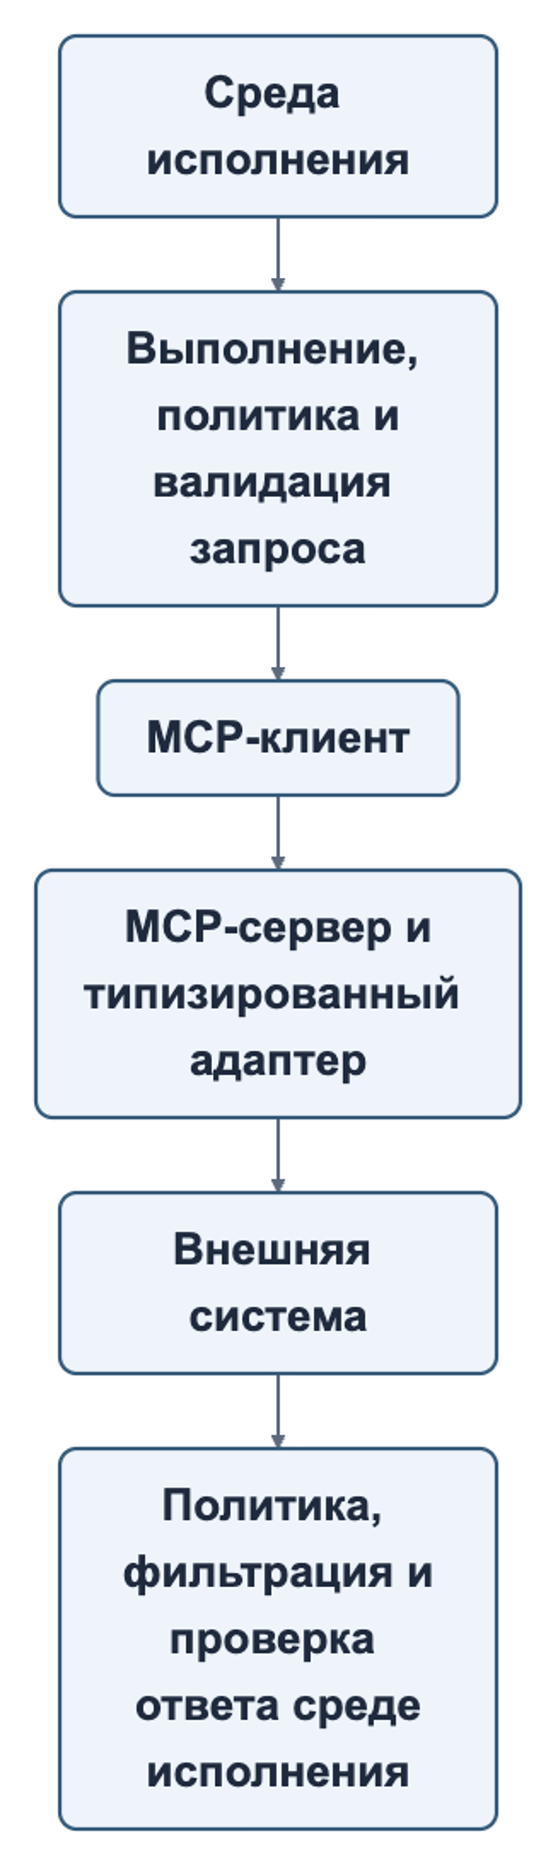 Среда
исполнения
Выполнение,
политика и
валидация
запроса
MCP-клиент
MCP-сервер и
типизированный
адаптер
Внешняя
система
Политика,
фильтрация и
проверка
ответа среде
исполнения